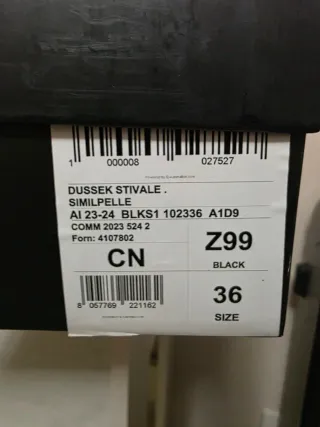 1 000008 027527
DUSSEK STIVALE .
SIMILPELLE
AI 23-24 BLKS1 102336 A1D9
COMM 2023 524 2
Forn: 4107802
CN
Z99
BLACK
8 057769 221162
36
SIZE